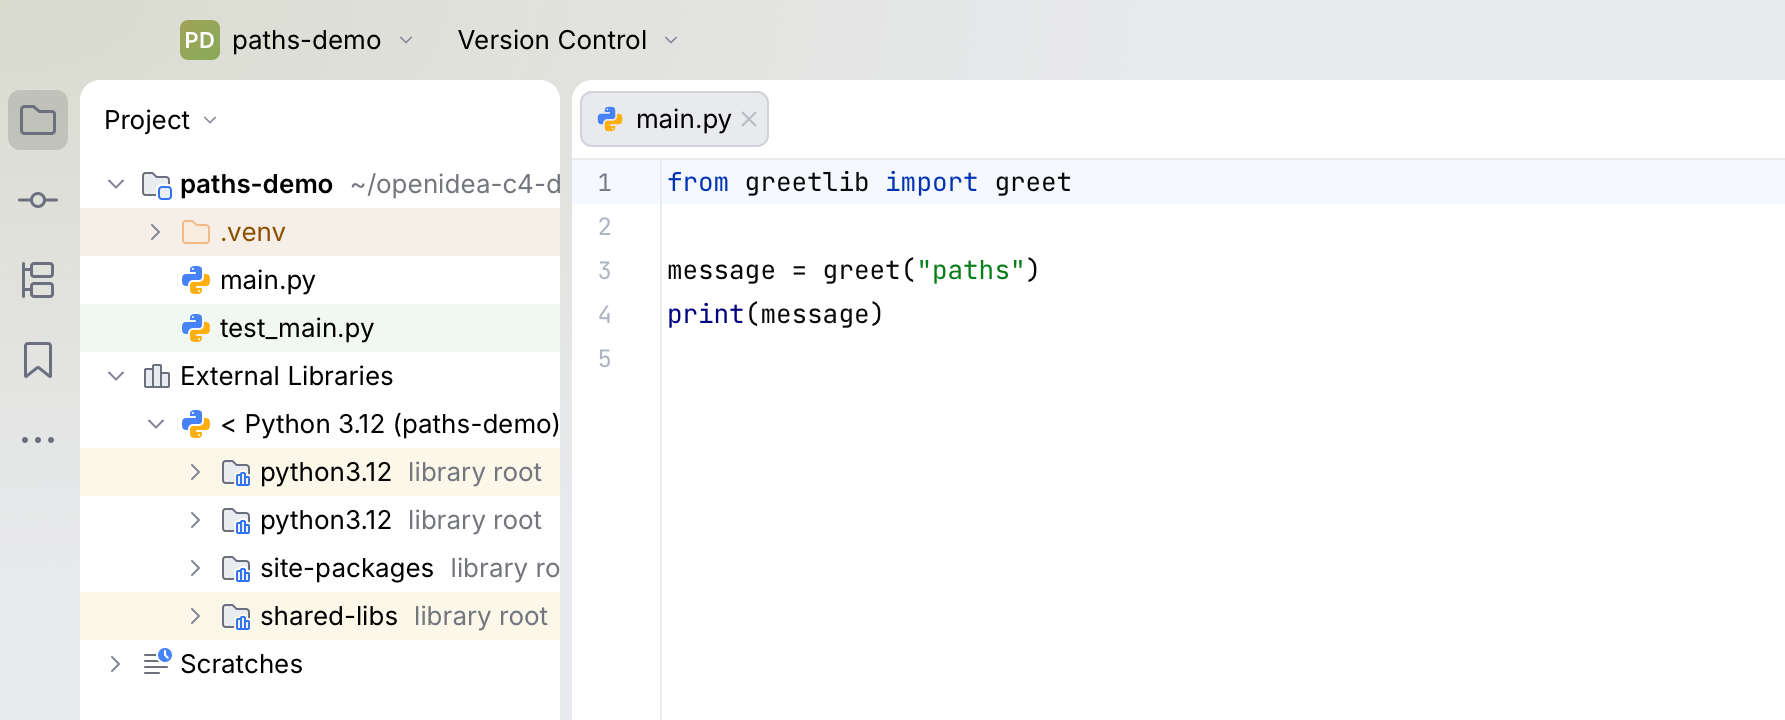 PD paths-demo Version Control
Project
main.py
paths-demo ~/openidea-c4-d
.venv
main.py
test_main.py
External Libraries
< Python 3.12 (paths-demo)
python3.12 library root
python3.12 library root
site-packages library ro
shared-libs library root
Scratches
1 from greetlib import greet
2
3 message = greet("paths")
4 print(message)
5